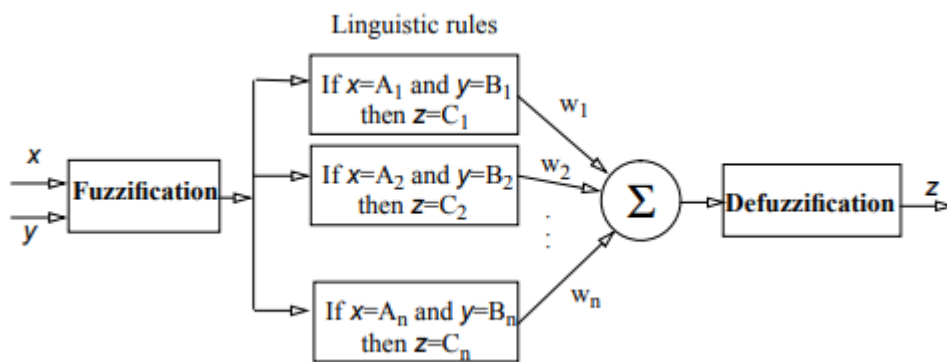 Linguistic rules
If x=A₁ and y=B₁
then z=C₁
w₁
x
y
Fuzzification
If x=A₂ and y=B₂
then z=C₂
w₂
Σ
Defuzzification
z
If x=Aₙ and y=Bₙ
then z=Cₙ
wₙ